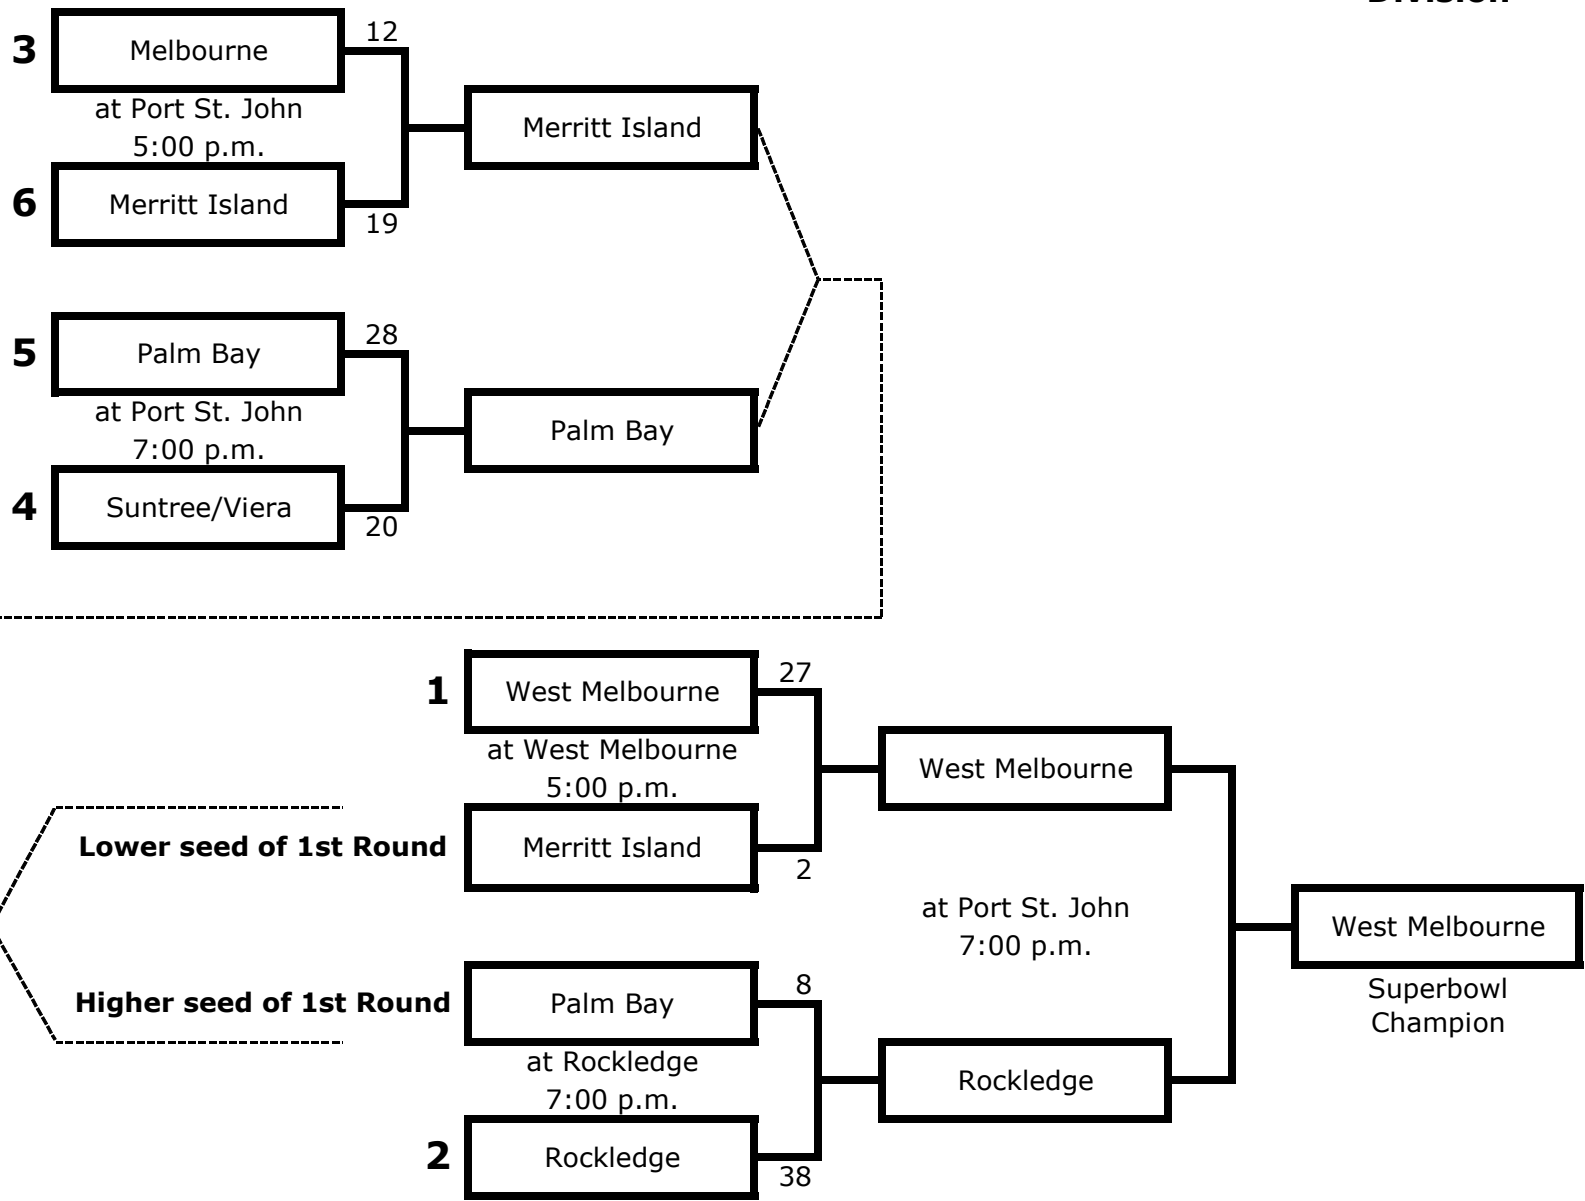 Division
3
Melbourne
12
at Port St. John
5:00 p.m.
6
Merritt Island
19
Merritt Island
5
Palm Bay
28
at Port St. John
7:00 p.m.
4
Suntree/Viera
20
Palm Bay
1
West Melbourne
27
at West Melbourne
5:00 p.m.
Lower seed of 1st Round
Merritt Island
2
West Melbourne
at Port St. John
7:00 p.m.
West Melbourne
Superbowl
Champion
Higher seed of 1st Round
Palm Bay
8
at Rockledge
7:00 p.m.
2
Rockledge
38
Rockledge